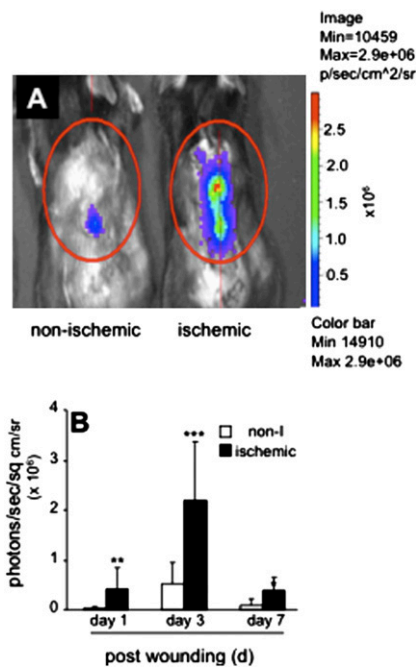 Image
Min=10459
Max=2.9e+06
p/sec/cm^2/sr
A
2.5
2.0
1.5
1.0
0.5
x10⁶
non-ischemic
ischemic
Color bar
Min 14910
Max 2.9e+06
B
non-I
ischemic
photons/sec/sq cm/sr
(x 10⁶)
4
3
2
1
0
**
***
*
day 1
day 3
day 7
post wounding (d)